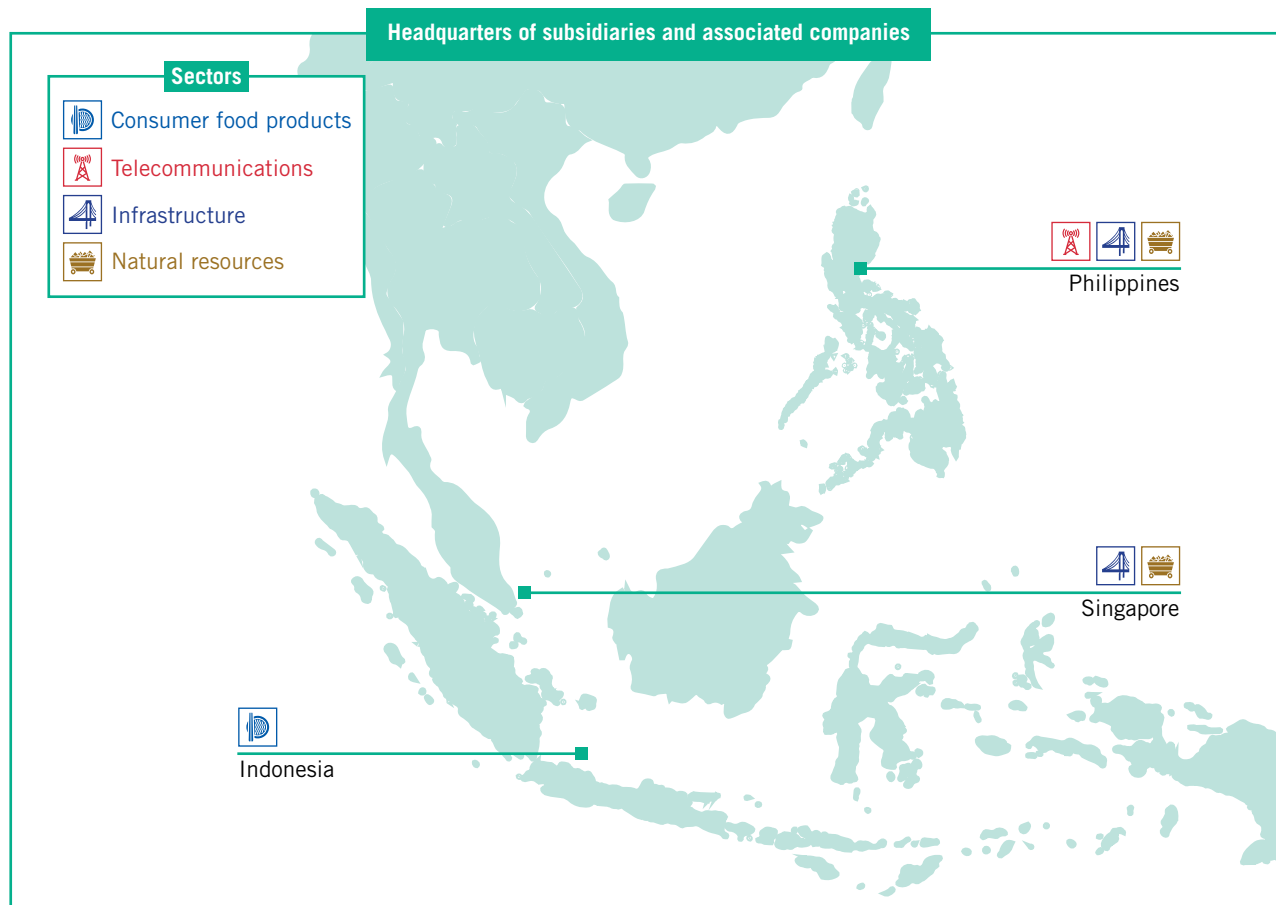 Headquarters of subsidiaries and associated companies
Sectors
Consumer food products
Telecommunications
Infrastructure
Natural resources
Philippines
Singapore
Indonesia